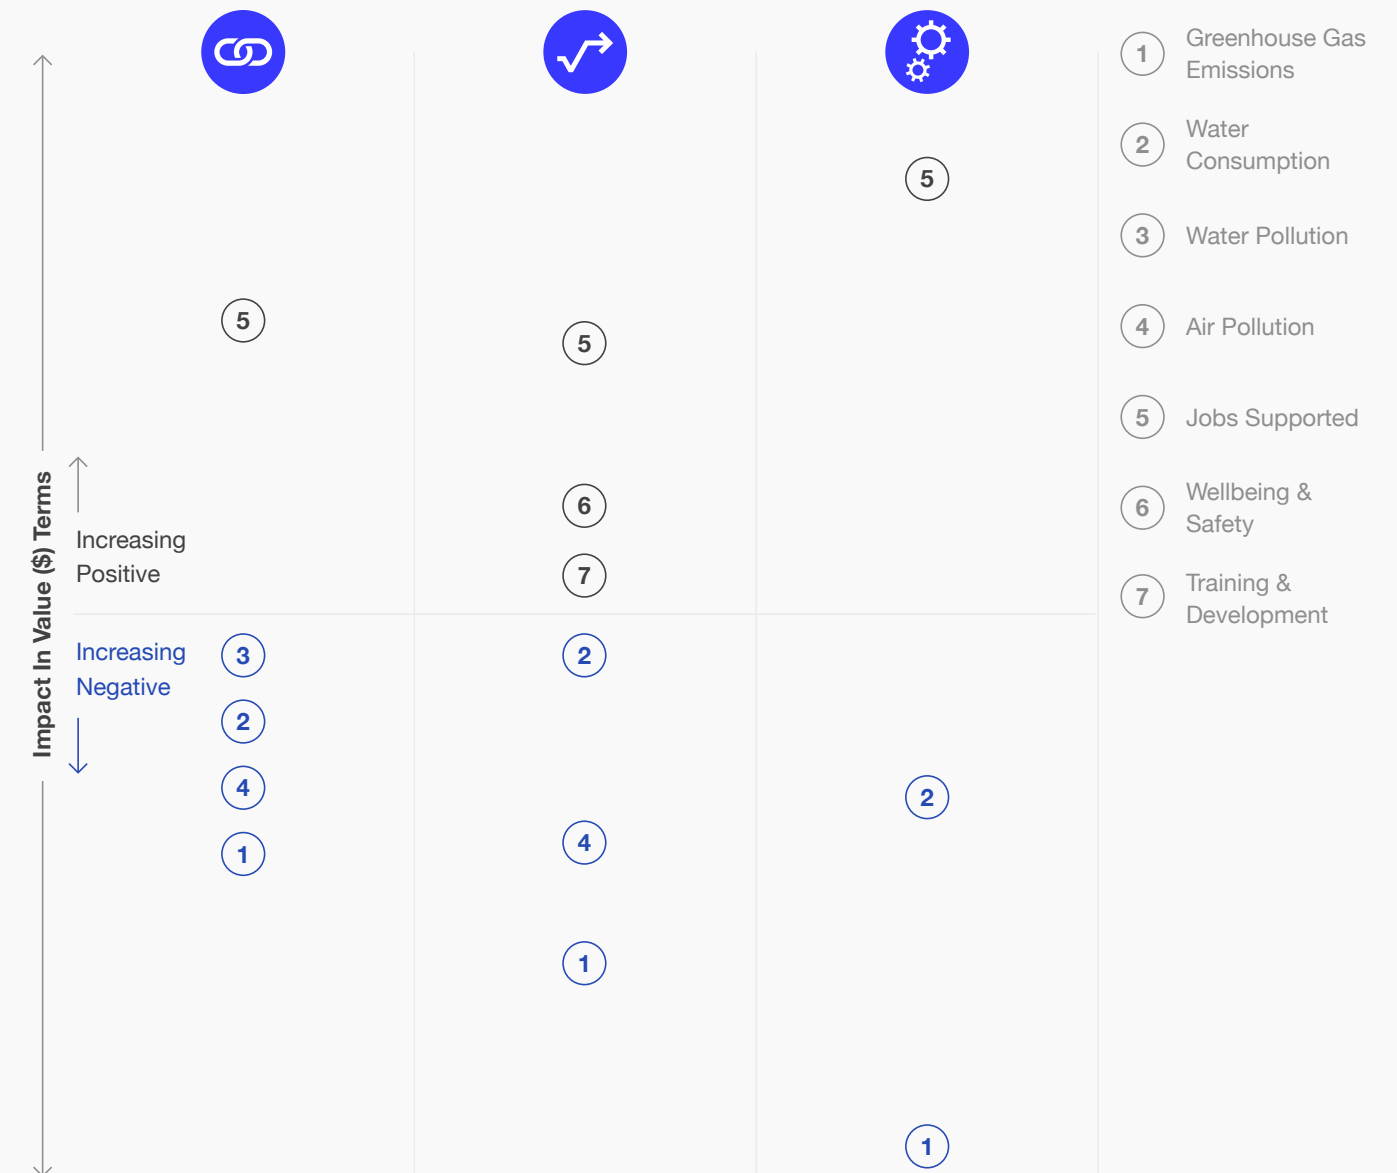 1
Greenhouse Gas
Emissions
2
Water
Consumption
3
Water Pollution
4
Air Pollution
5
Jobs Supported
6
Wellbeing &
Safety
7
Training &
Development
Impact In Value ($) Terms
Increasing
Positive
Increasing
Negative
5
3
2
4
1
5
6
7
2
4
1
5
2
1